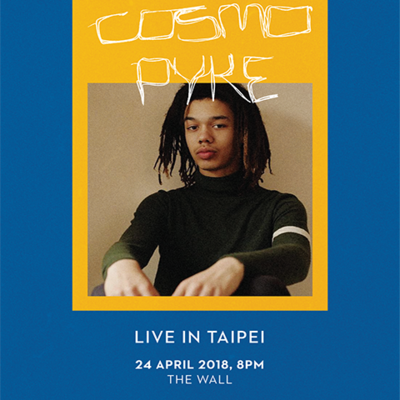 COSMO
PYKE
LIVE IN TAIPEI
24 APRIL 2018, 8PM
THE WALL